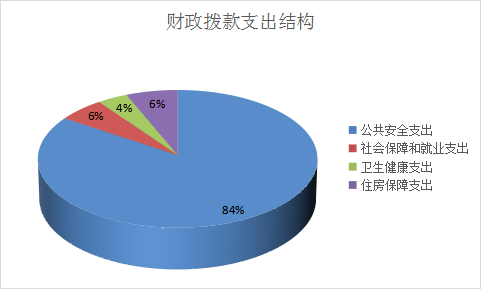 财政拨款支出结构
6%
4%
6%
84%
公共安全支出
社会保障和就业支出
卫生健康支出
住房保障支出